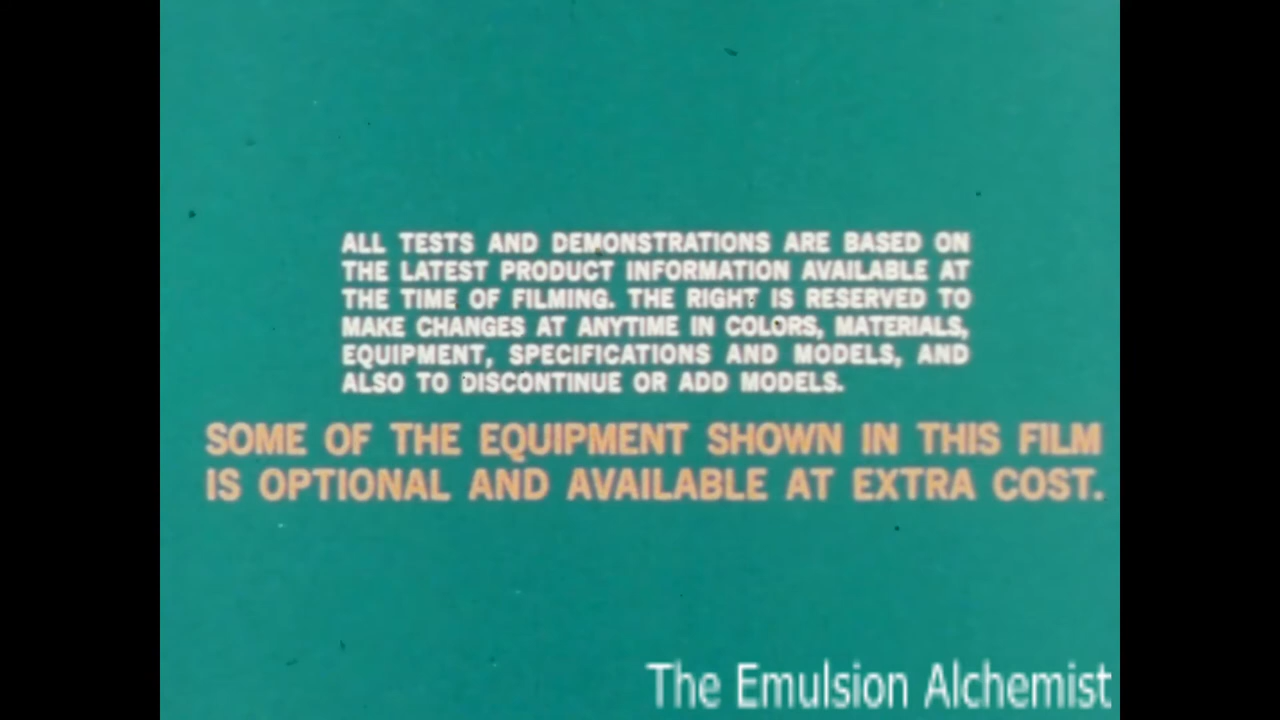 ALL TESTS AND DEMONSTRATIONS ARE BASED ON
THE LATEST PRODUCT INFORMATION AVAILABLE AT
THE TIME OF FILMING. THE RIGHT IS RESERVED TO
MAKE CHANGES AT ANYTIME IN COLORS, MATERIALS,
EQUIPMENT, SPECIFICATIONS AND MODELS, AND
ALSO TO DISCONTINUE OR ADD MODELS.
SOME OF THE EQUIPMENT SHOWN IN THIS FILM
IS OPTIONAL AND AVAILABLE AT EXTRA COST.
The Emulsion Alchemist